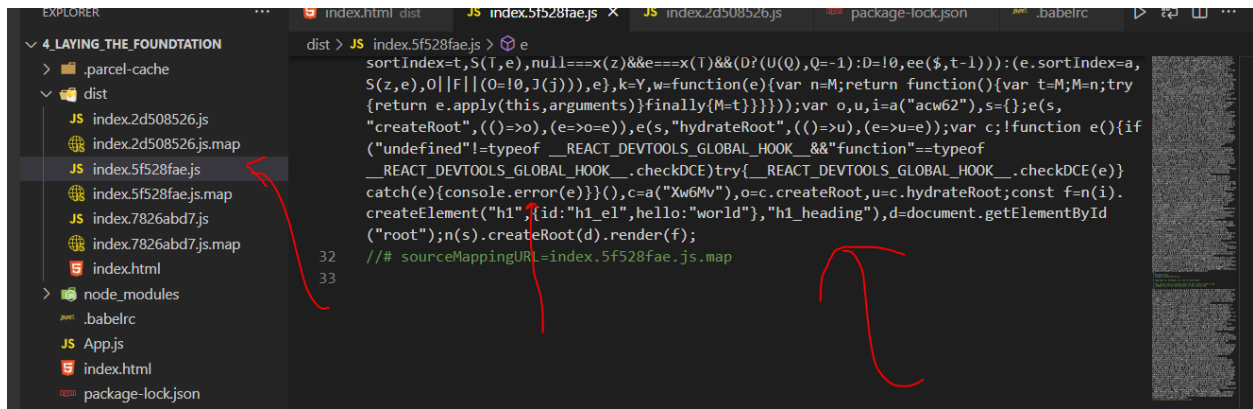 EXPLORER ...
index.html dist
JS index.5f528fae.js ×
JS index.2d508526.js
package-lock.json
.babelrc
4_LAYING_THE_FOUNDTATION
.parcel-cache
dist
JS index.2d508526.js
index.2d508526.js.map
JS index.5f528fae.js
index.5f528fae.js.map
JS index.7826abd7.js
index.7826abd7.js.map
index.html
node_modules
.babelrc
JS App.js
index.html
package-lock.json
dist > JS index.5f528fae.js > e
sortIndex=t,S(T,e),null===x(z)&&e===x(T)&&(D?(U(Q),Q=-1):D=!0,ee($,t-l))):(e.sortIndex=a,
S(z,e),O||F||(O=!0,J(j))),e},k=Y,w=function(e){var n=M;return function(){var t=M;M=n;try
{return e.apply(this,arguments)}finally{M=t}}}}));var o,u,i=a("acw62"),s={};e(s,
"createRoot",(()=>o),(e=>o=e)),e(s,"hydrateRoot",(()=>u),(e=>u=e));var c;!function e(){if
("undefined"!=typeof __REACT_DEVTOOLS_GLOBAL_HOOK__&&"function"==typeof
__REACT_DEVTOOLS_GLOBAL_HOOK__.checkDCE)try{__REACT_DEVTOOLS_GLOBAL_HOOK__.checkDCE(e)}
catch(e){console.error(e)}}(),c=a("Xw6Mv"),o=c.createRoot,u=c.hydrateRoot;const f=n(i).
createElement("h1",{id:"h1_el",hello:"world"},"h1_heading"),d=document.getElementById
("root");n(s).createRoot(d).render(f);
32 //# sourceMappingURL=index.5f528fae.js.map
33